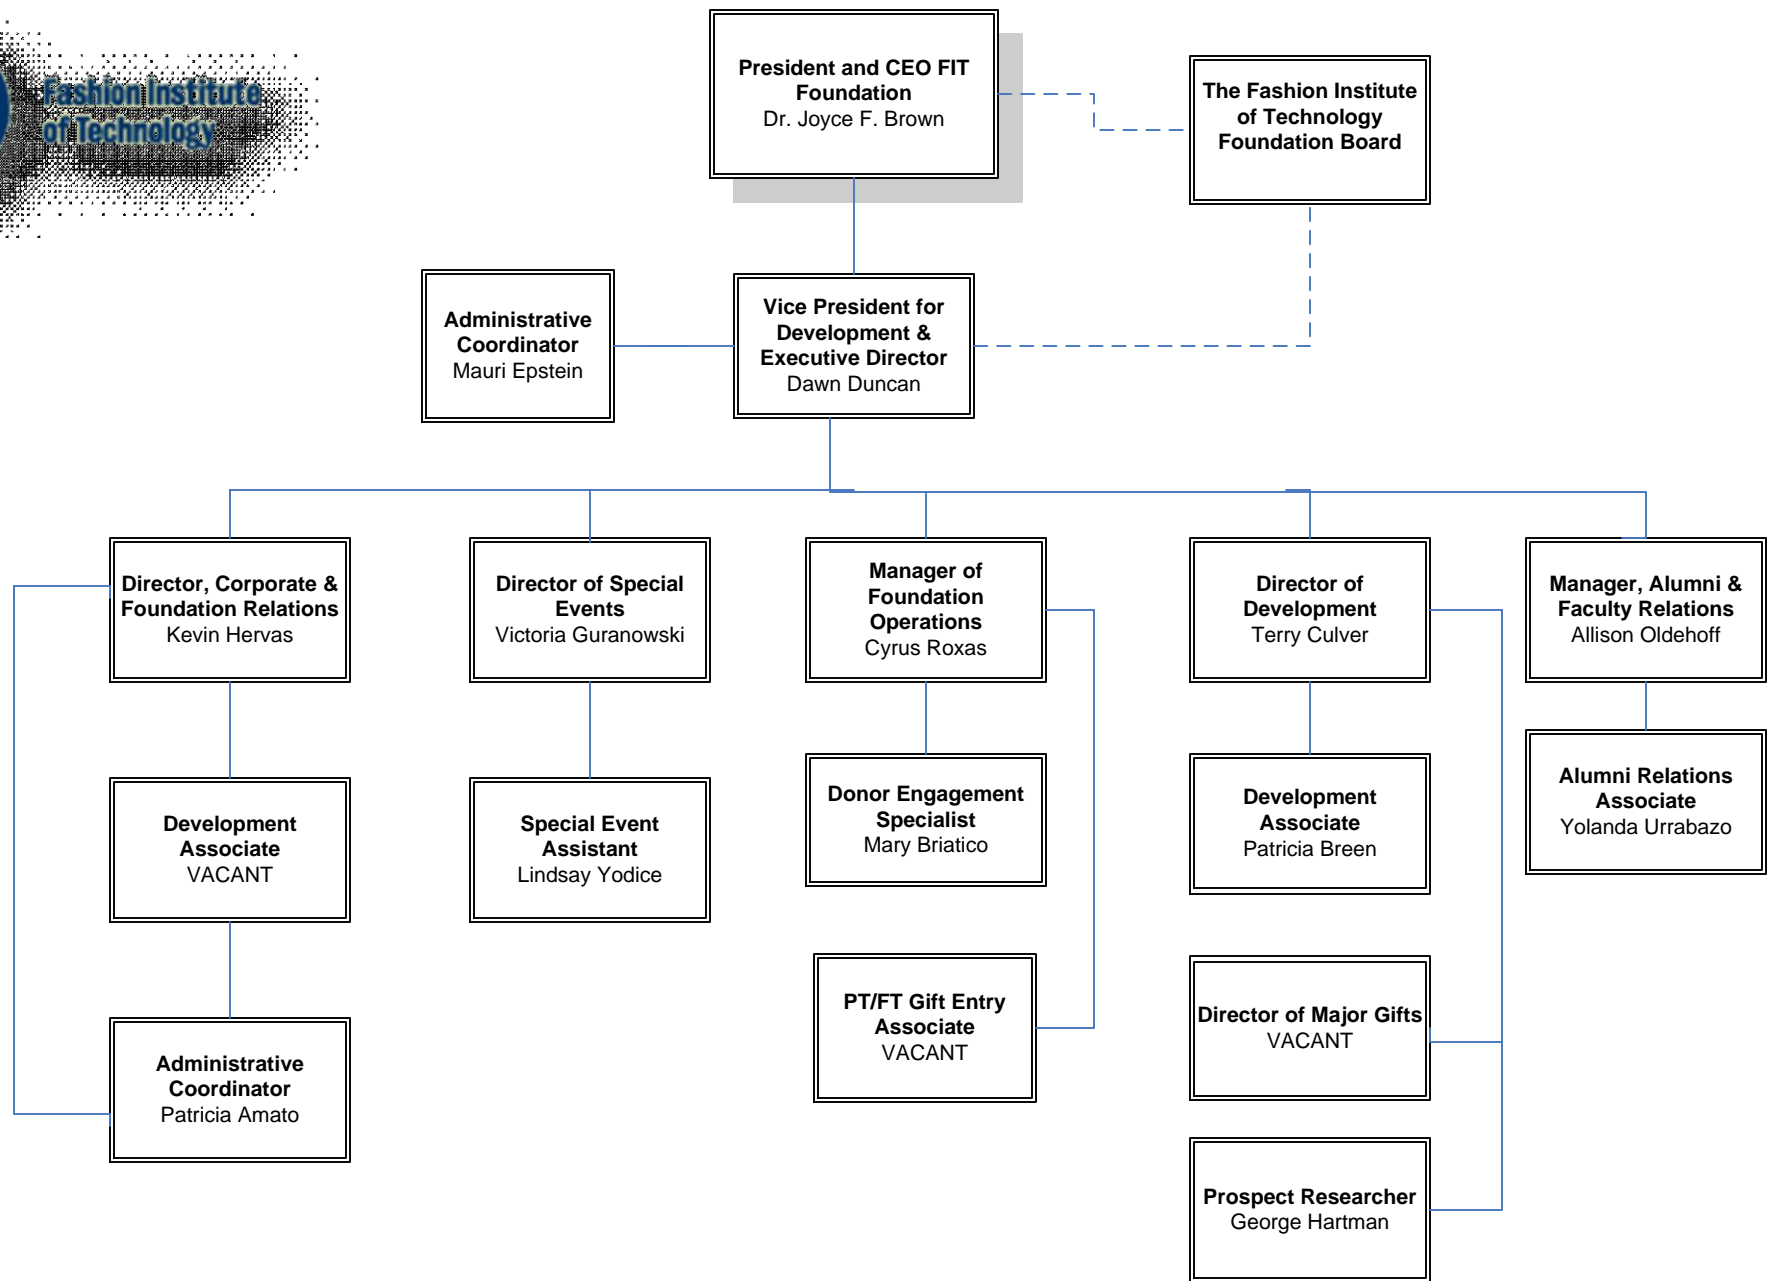 Fashion Institute
of Technology
President and CEO FIT
Foundation
Dr. Joyce F. Brown
The Fashion Institute
of Technology
Foundation Board
Administrative
Coordinator
Mauri Epstein
Vice President for
Development &
Executive Director
Dawn Duncan
Director, Corporate &
Foundation Relations
Kevin Hervas
Director of Special
Events
Victoria Guranowski
Manager of
Foundation
Operations
Cyrus Roxas
Director of
Development
Terry Culver
Manager, Alumni &
Faculty Relations
Allison Oldehoff
Development
Associate
VACANT
Special Event
Assistant
Lindsay Yodice
Donor Engagement
Specialist
Mary Briatico
Development
Associate
Patricia Breen
Alumni Relations
Associate
Yolanda Urrabazo
Administrative
Coordinator
Patricia Amato
PT/FT Gift Entry
Associate
VACANT
Director of Major Gifts
VACANT
Prospect Researcher
George Hartman